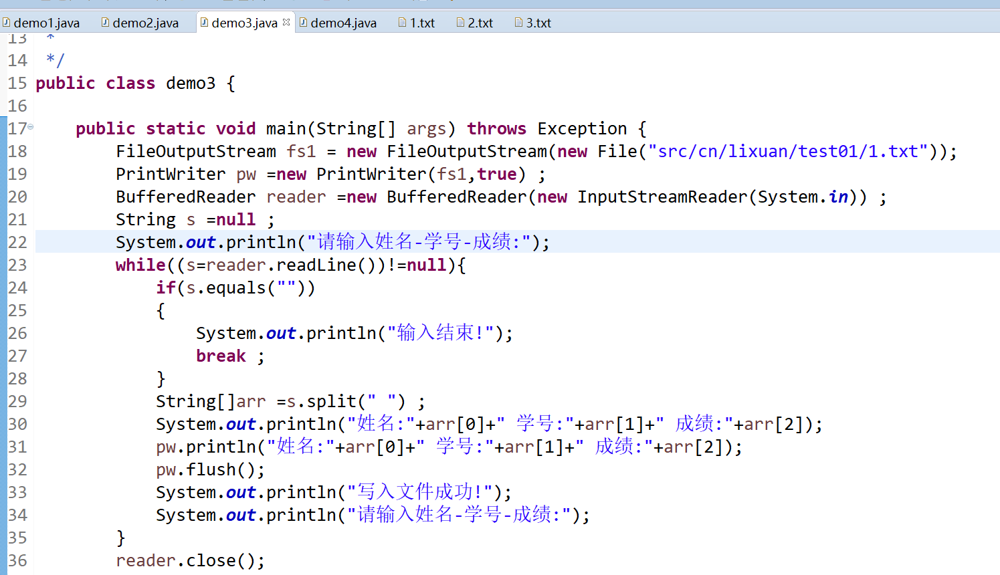 demo1.java demo2.java demo3.java demo4.java 1.txt 2.txt 3.txt
13 *
14 */
15 public class demo3 {
16
17 public static void main(String[] args) throws Exception {
18 FileOutputStream fs1 = new FileOutputStream(new File("src/cn/lixuan/test01/1.txt"));
19 PrintWriter pw =new PrintWriter(fs1,true) ;
20 BufferedReader reader =new BufferedReader(new InputStreamReader(System.in)) ;
21 String s =null ;
22 System.out.println("请输入姓名-学号-成绩:");
23 while((s=reader.readLine())!=null){
24 if(s.equals(""))
25 {
26 System.out.println("输入结束!");
27 break ;
28 }
29 String[]arr =s.split(" ") ;
30 System.out.println("姓名:"+arr[0]+" 学号:"+arr[1]+" 成绩:"+arr[2]);
31 pw.println("姓名:"+arr[0]+" 学号:"+arr[1]+" 成绩:"+arr[2]);
32 pw.flush();
33 System.out.println("写入文件成功!");
34 System.out.println("请输入姓名-学号-成绩:");
35 }
36 reader.close();